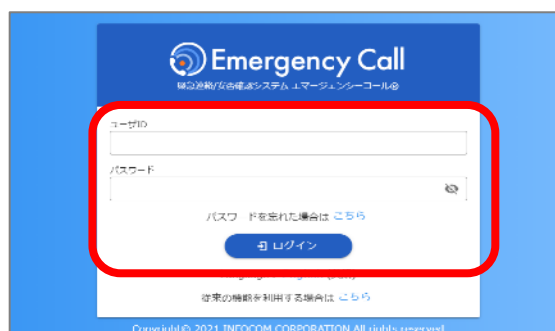 Emergency Call
緊急連絡/安否確認システム エマージェンシーコール®
ユーザID
パスワード
パスワードを忘れた場合は こちら
ログイン
従来の機能を利用する場合は こちら
Copyright© 2021 INFOCOM CORPORATION All rights reserved.